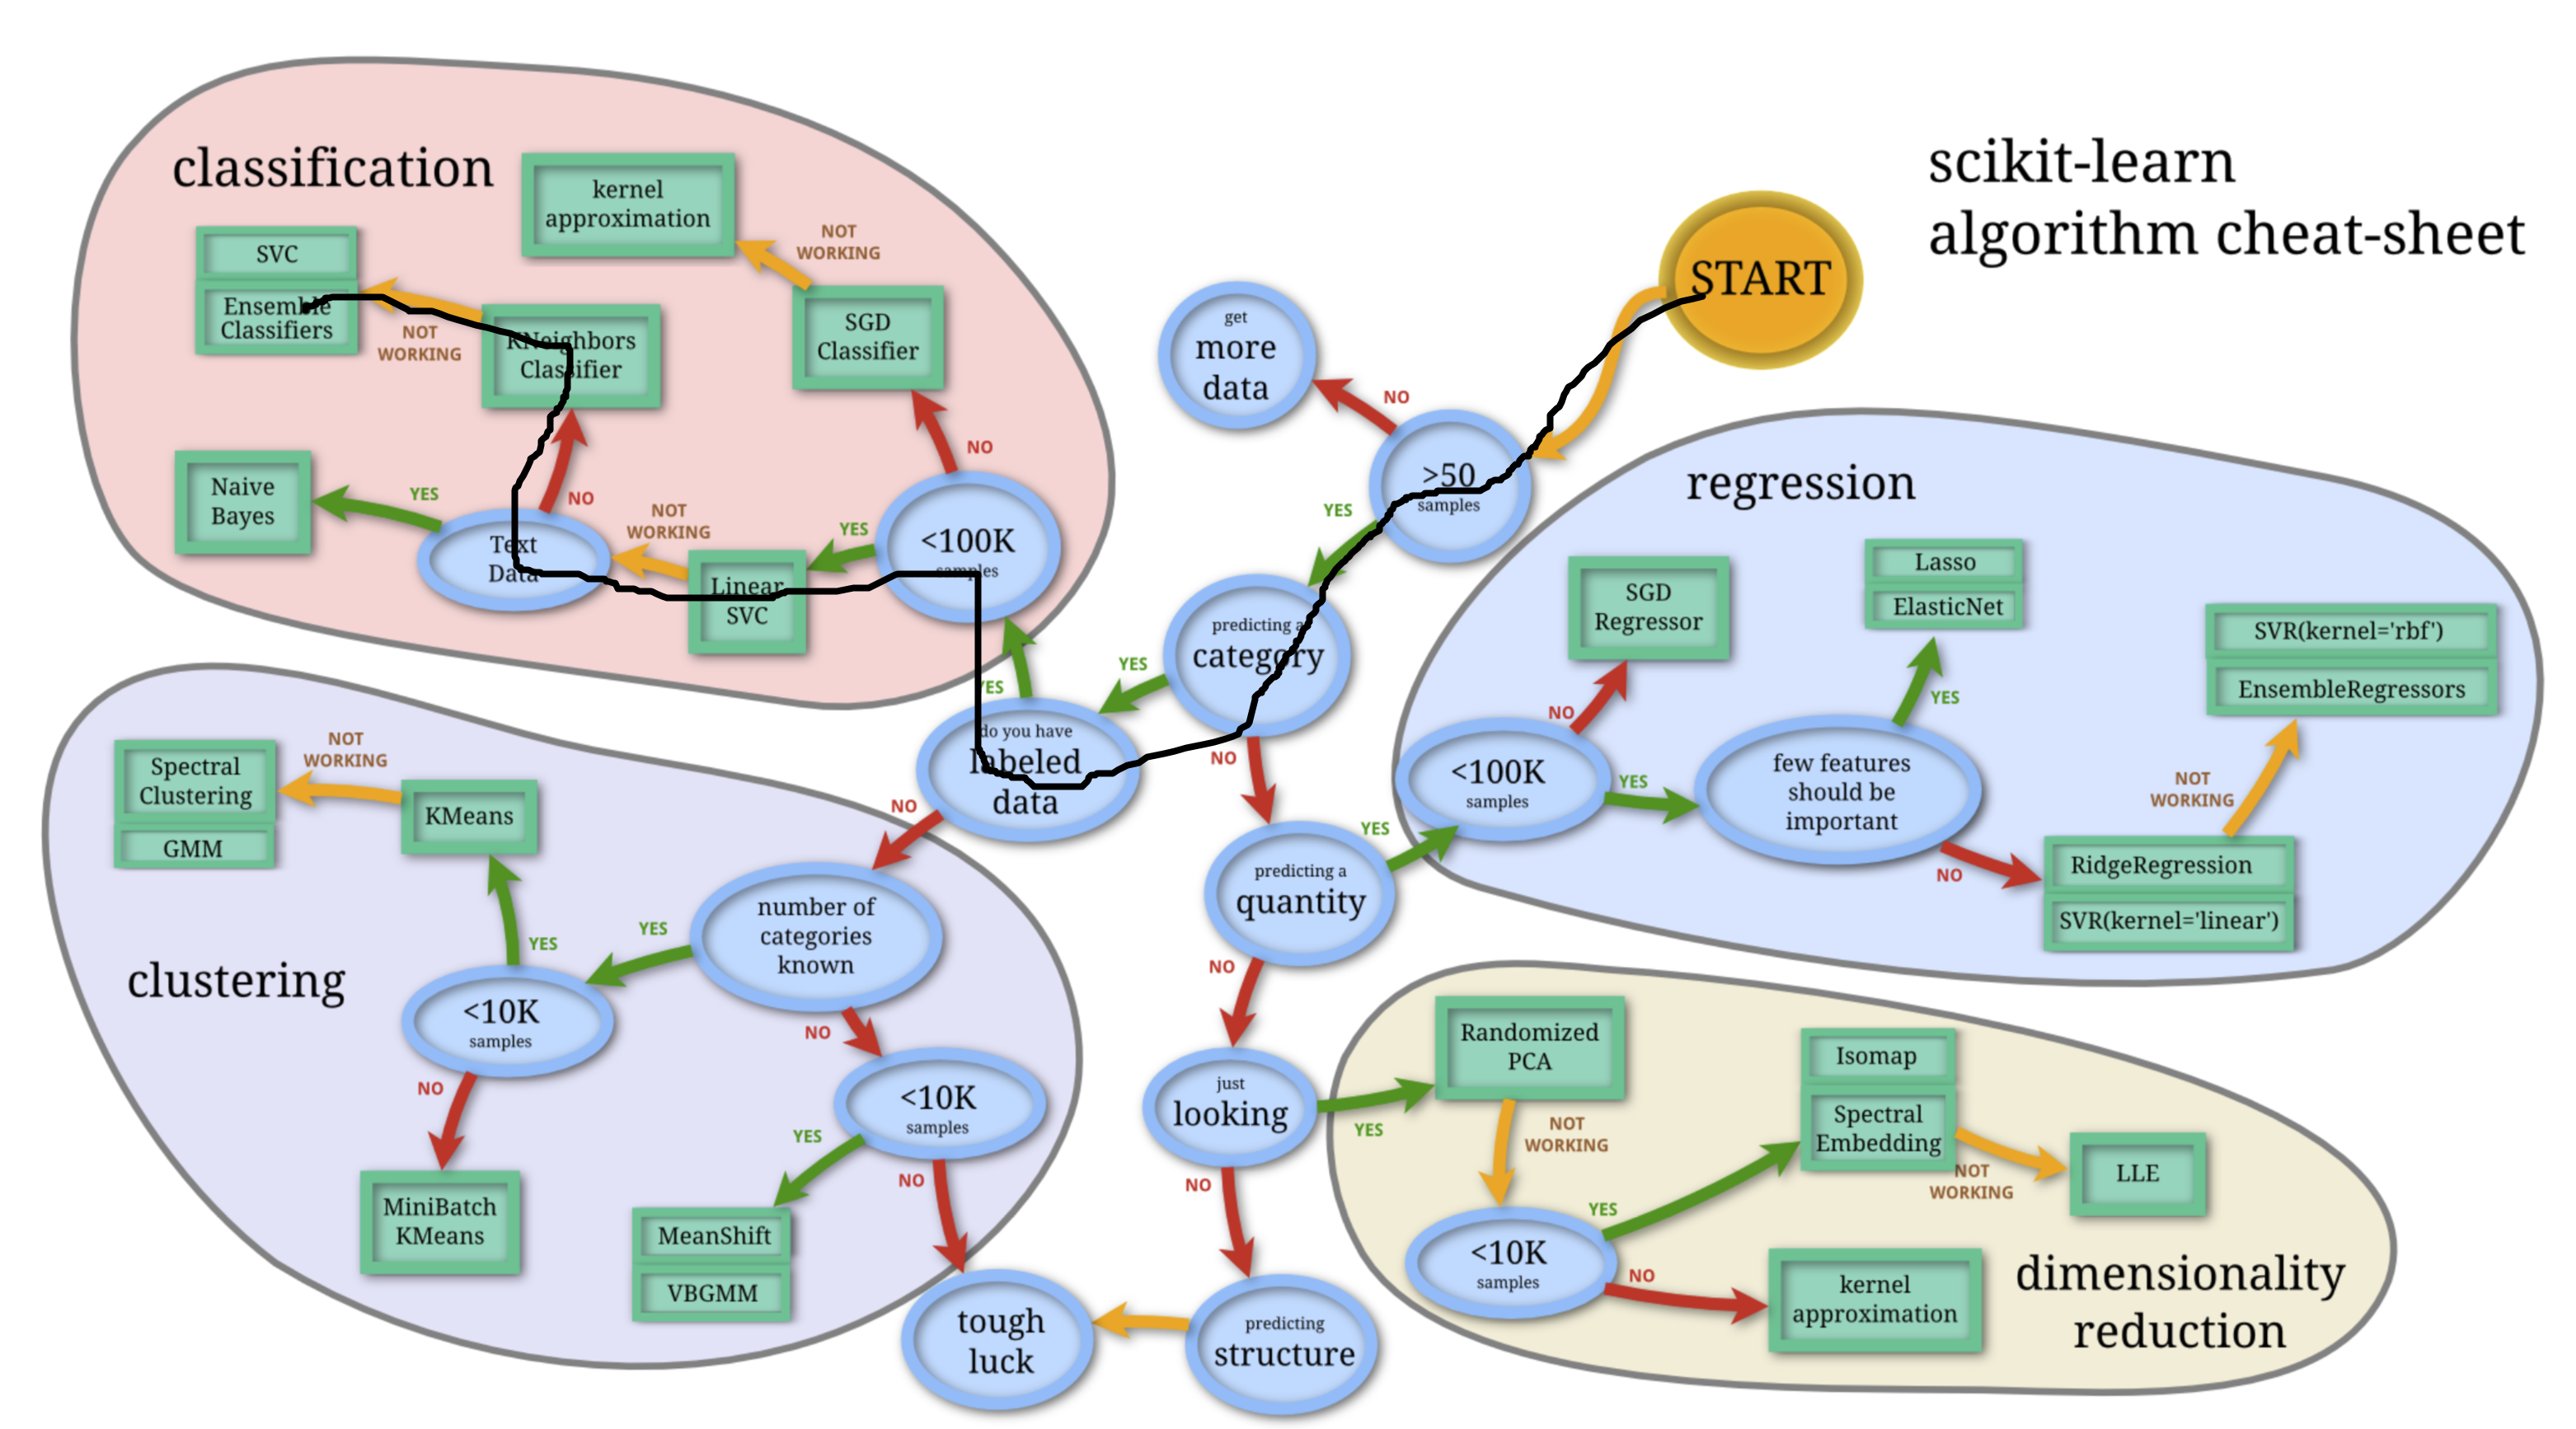 scikit-learn
algorithm cheat-sheet
START
>50
samples
NO
get
more
data
YES
predicting a
category
YES
do you have
labeled
data
YES
NO
classification
<100K
samples
NO
SGD
Classifier
NOT
WORKING
kernel
approximation
YES
Linear
SVC
NOT
WORKING
Text
Data
YES
Naive
Bayes
NO
KNeighbors
Classifier
NOT
WORKING
SVC
Ensemble
Classifiers
NO
clustering
number of
categories
known
YES
<10K
samples
YES
KMeans
NOT
WORKING
Spectral
Clustering
GMM
NO
MiniBatch
KMeans
NO
<10K
samples
YES
MeanShift
VBGMM
NO
tough
luck
predicting a
quantity
YES
regression
<100K
samples
NO
SGD
Regressor
YES
few features
should be
important
YES
Lasso
ElasticNet
NO
RidgeRegression
SVR(kernel='linear')
NOT
WORKING
SVR(kernel='rbf')
EnsembleRegressors
NO
just
looking
YES
Randomized
PCA
NOT
WORKING
<10K
samples
YES
Isomap
Spectral
Embedding
NOT
WORKING
LLE
NO
kernel
approximation
dimensionality
reduction
NO
predicting
structure